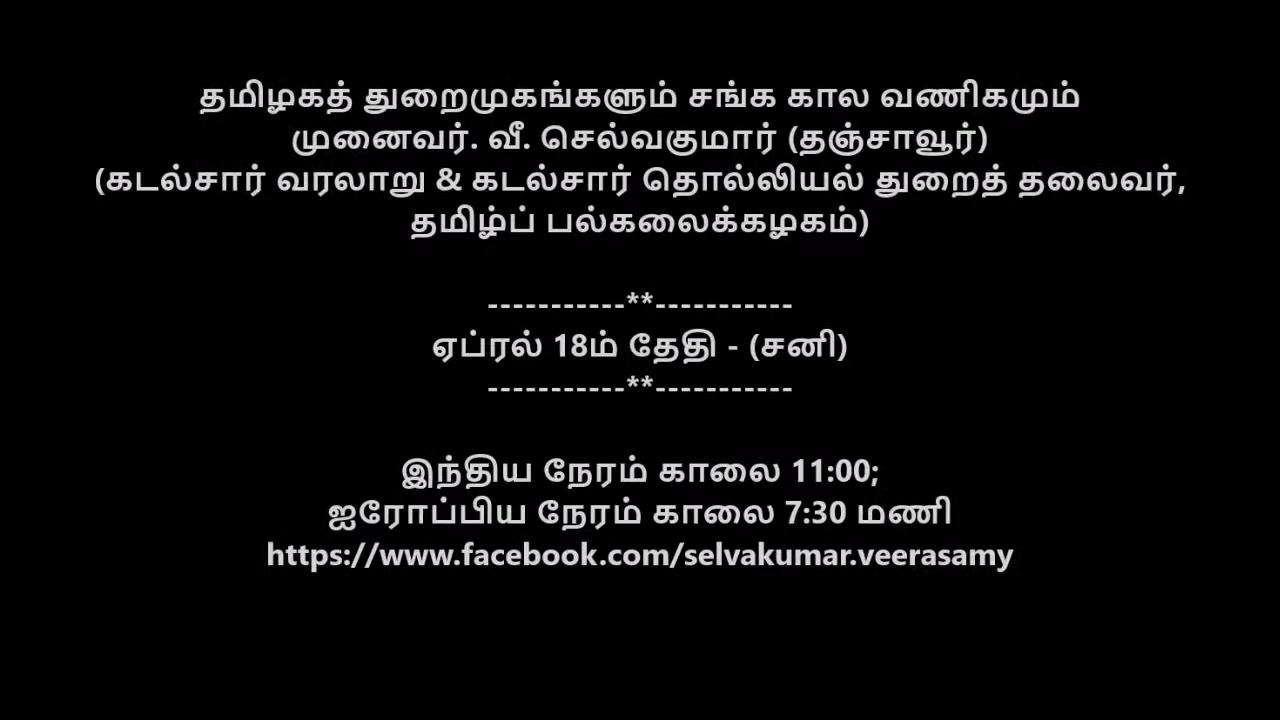 தமிழகத் துறைமுகங்களும் சங்க கால வணிகமும்
முனைவர். வீ. செல்வகுமார் (தஞ்சாவூர்)
(கடல்சார் வரலாறு & கடல்சார் தொல்லியல் துறைத் தலைவர்,
தமிழ்ப் பல்கலைக்கழகம்)
-----------**-----------
ஏப்ரல் 18ம் தேதி - (சனி)
-----------**-----------
இந்திய நேரம் காலை 11:00;
ஐரோப்பிய நேரம் காலை 7:30 மணி
https://www.facebook.com/selvakumar.veerasamy